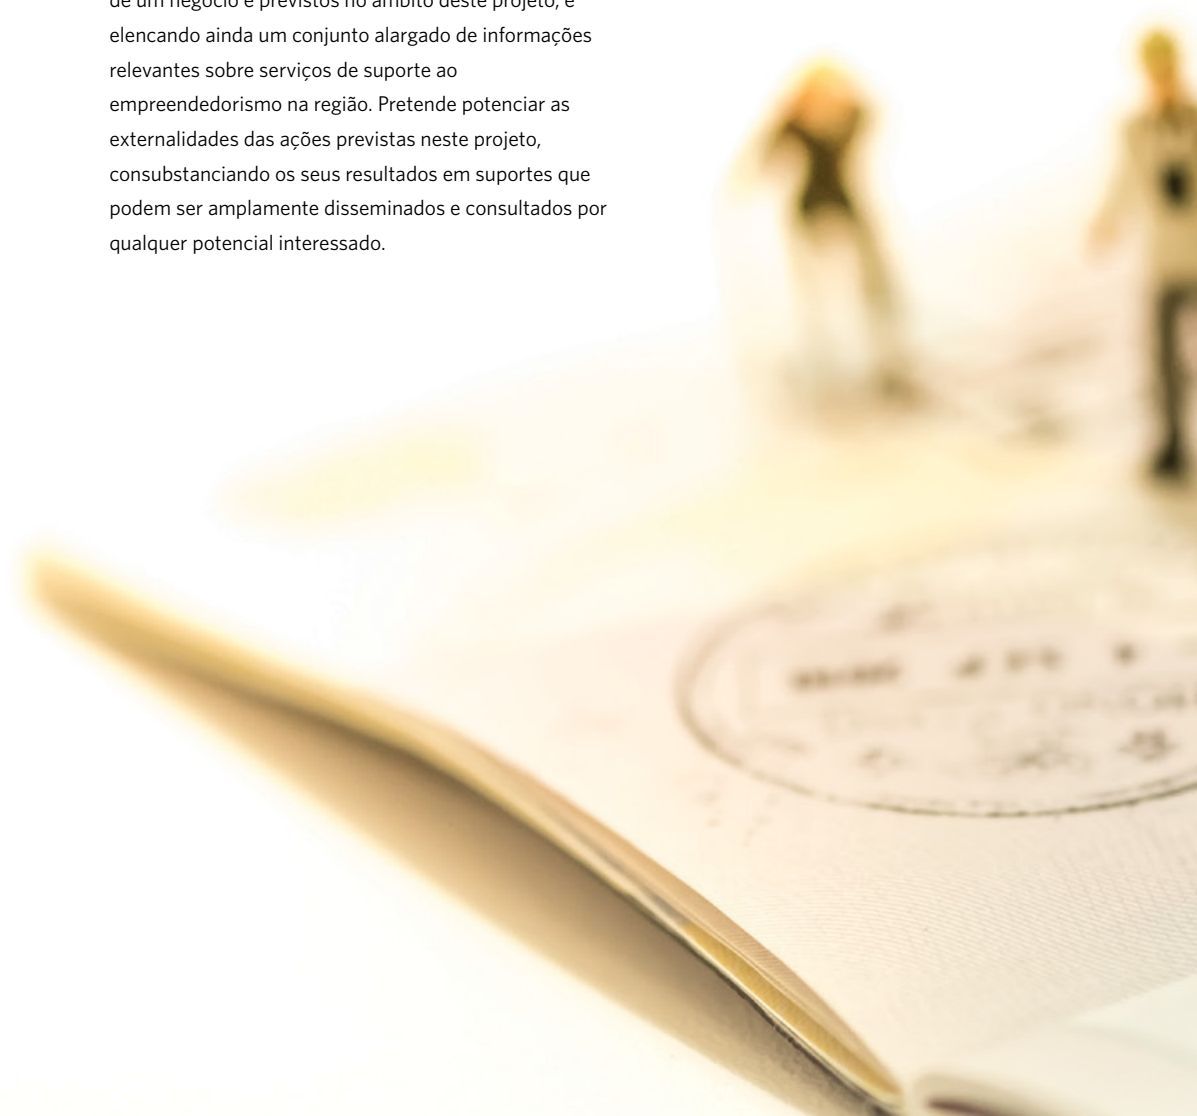 de um negócio e previstos no âmbito deste projeto, e
elencando ainda um conjunto alargado de informações
relevantes sobre serviços de suporte ao
empreendedorismo na região. Pretende potenciar as
externalidades das ações previstas neste projeto,
consubstanciando os seus resultados em suportes que
podem ser amplamente disseminados e consultados por
qualquer potencial interessado.